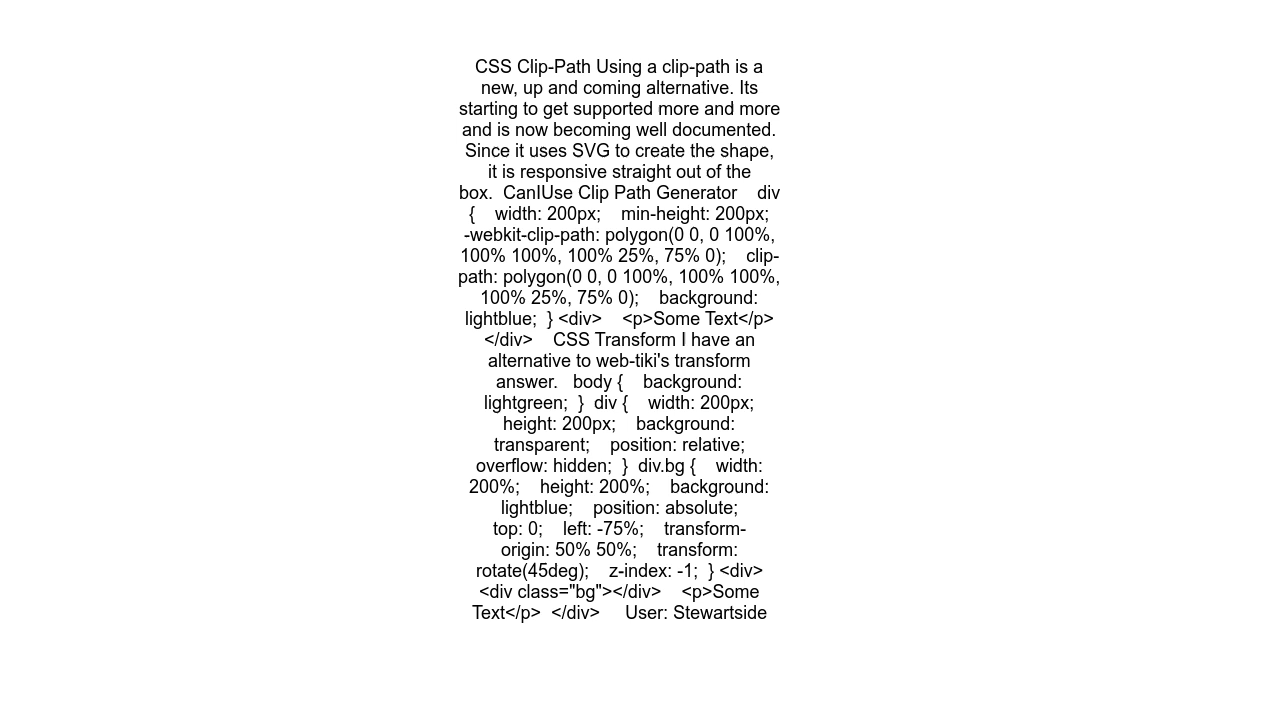 CSS Clip-Path Using a clip-path is a
new, up and coming alternative. Its
starting to get supported more and more
and is now becoming well documented.
Since it uses SVG to create the shape,
it is responsive straight out of the
box.  CanIUse Clip Path Generator    div
{    width: 200px;    min-height: 200px;
-webkit-clip-path: polygon(0 0, 0 100%,
100% 100%, 100% 25%, 75% 0);    clip-
path: polygon(0 0, 0 100%, 100% 100%,
100% 25%, 75% 0);    background:
lightblue;  } <div>    <p>Some Text</p>
</div>    CSS Transform I have an
alternative to web-tiki's transform
answer.   body {    background:
lightgreen;  }  div {    width: 200px;
height: 200px;    background:
transparent;    position: relative;
overflow: hidden;  }  div.bg {    width:
200%;    height: 200%;    background:
lightblue;    position: absolute;
top: 0;    left: -75%;    transform-
origin: 50% 50%;    transform:
rotate(45deg);    z-index: -1;  } <div>
<div class="bg"></div>    <p>Some
Text</p>  </div>     User: Stewartside